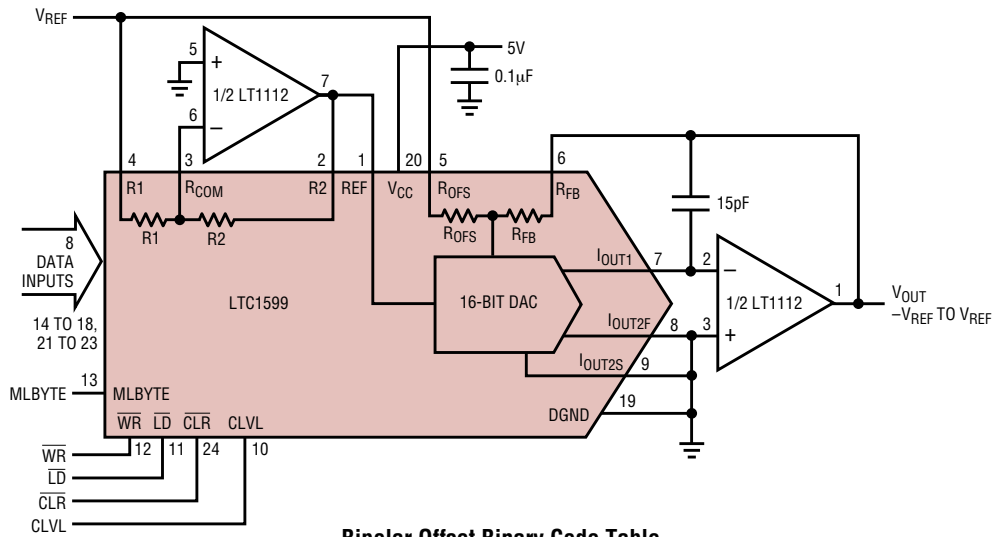 VREF
5
+
1/2 LT1112
7
6
–
5V
0.1µF
4
3
2
1
20
5
6
R1
RCOM
R2
REF
VCC
ROFS
RFB
R1
R2
ROFS
RFB
15pF
8
DATA
INPUTS
14 TO 18,
21 TO 23
LTC1599
16-BIT DAC
IOUT1
7
2
–
1/2 LT1112
1
VOUT
–VREF TO VREF
IOUT2F
8
3
+
IOUT2S
9
DGND
19
MLBYTE
13
MLBYTE
WR
LD
CLR
CLVL
12
11
24
10
WR
LD
CLR
CLVL
Bipolar Offset Binary Code Table